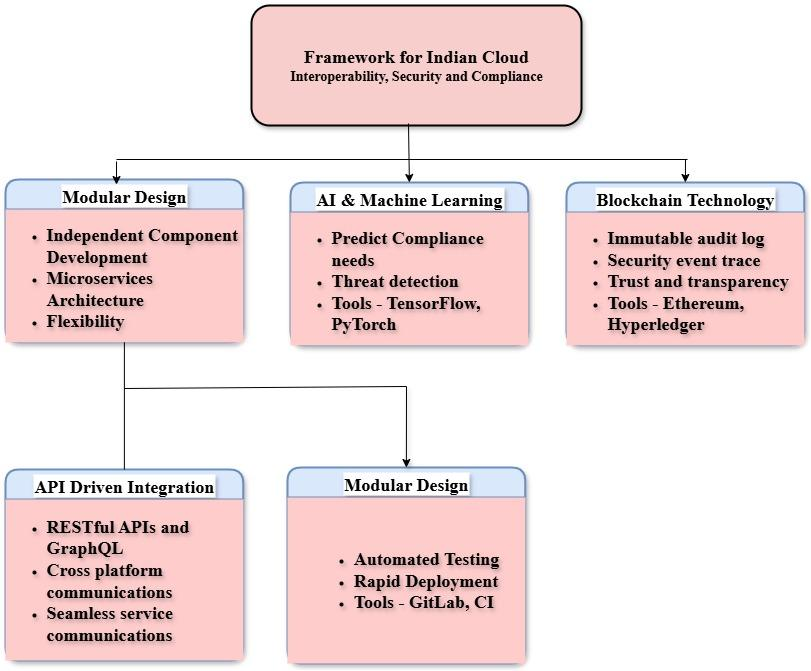 Framework for Indian Cloud
Interoperability, Security and Compliance
Modular Design
• Independent Component
Development
• Microservices
Architecture
• Flexibility
AI & Machine Learning
• Predict Compliance
needs
• Threat detection
• Tools - TensorFlow,
PyTorch
Blockchain Technology
• Immutable audit log
• Security event trace
• Trust and transparency
• Tools - Ethereum,
Hyperledger
API Driven Integration
• RESTful APIs and
GraphQL
• Cross platform
communications
• Seamless service
communications
Modular Design
• Automated Testing
• Rapid Deployment
• Tools - GitLab, CI